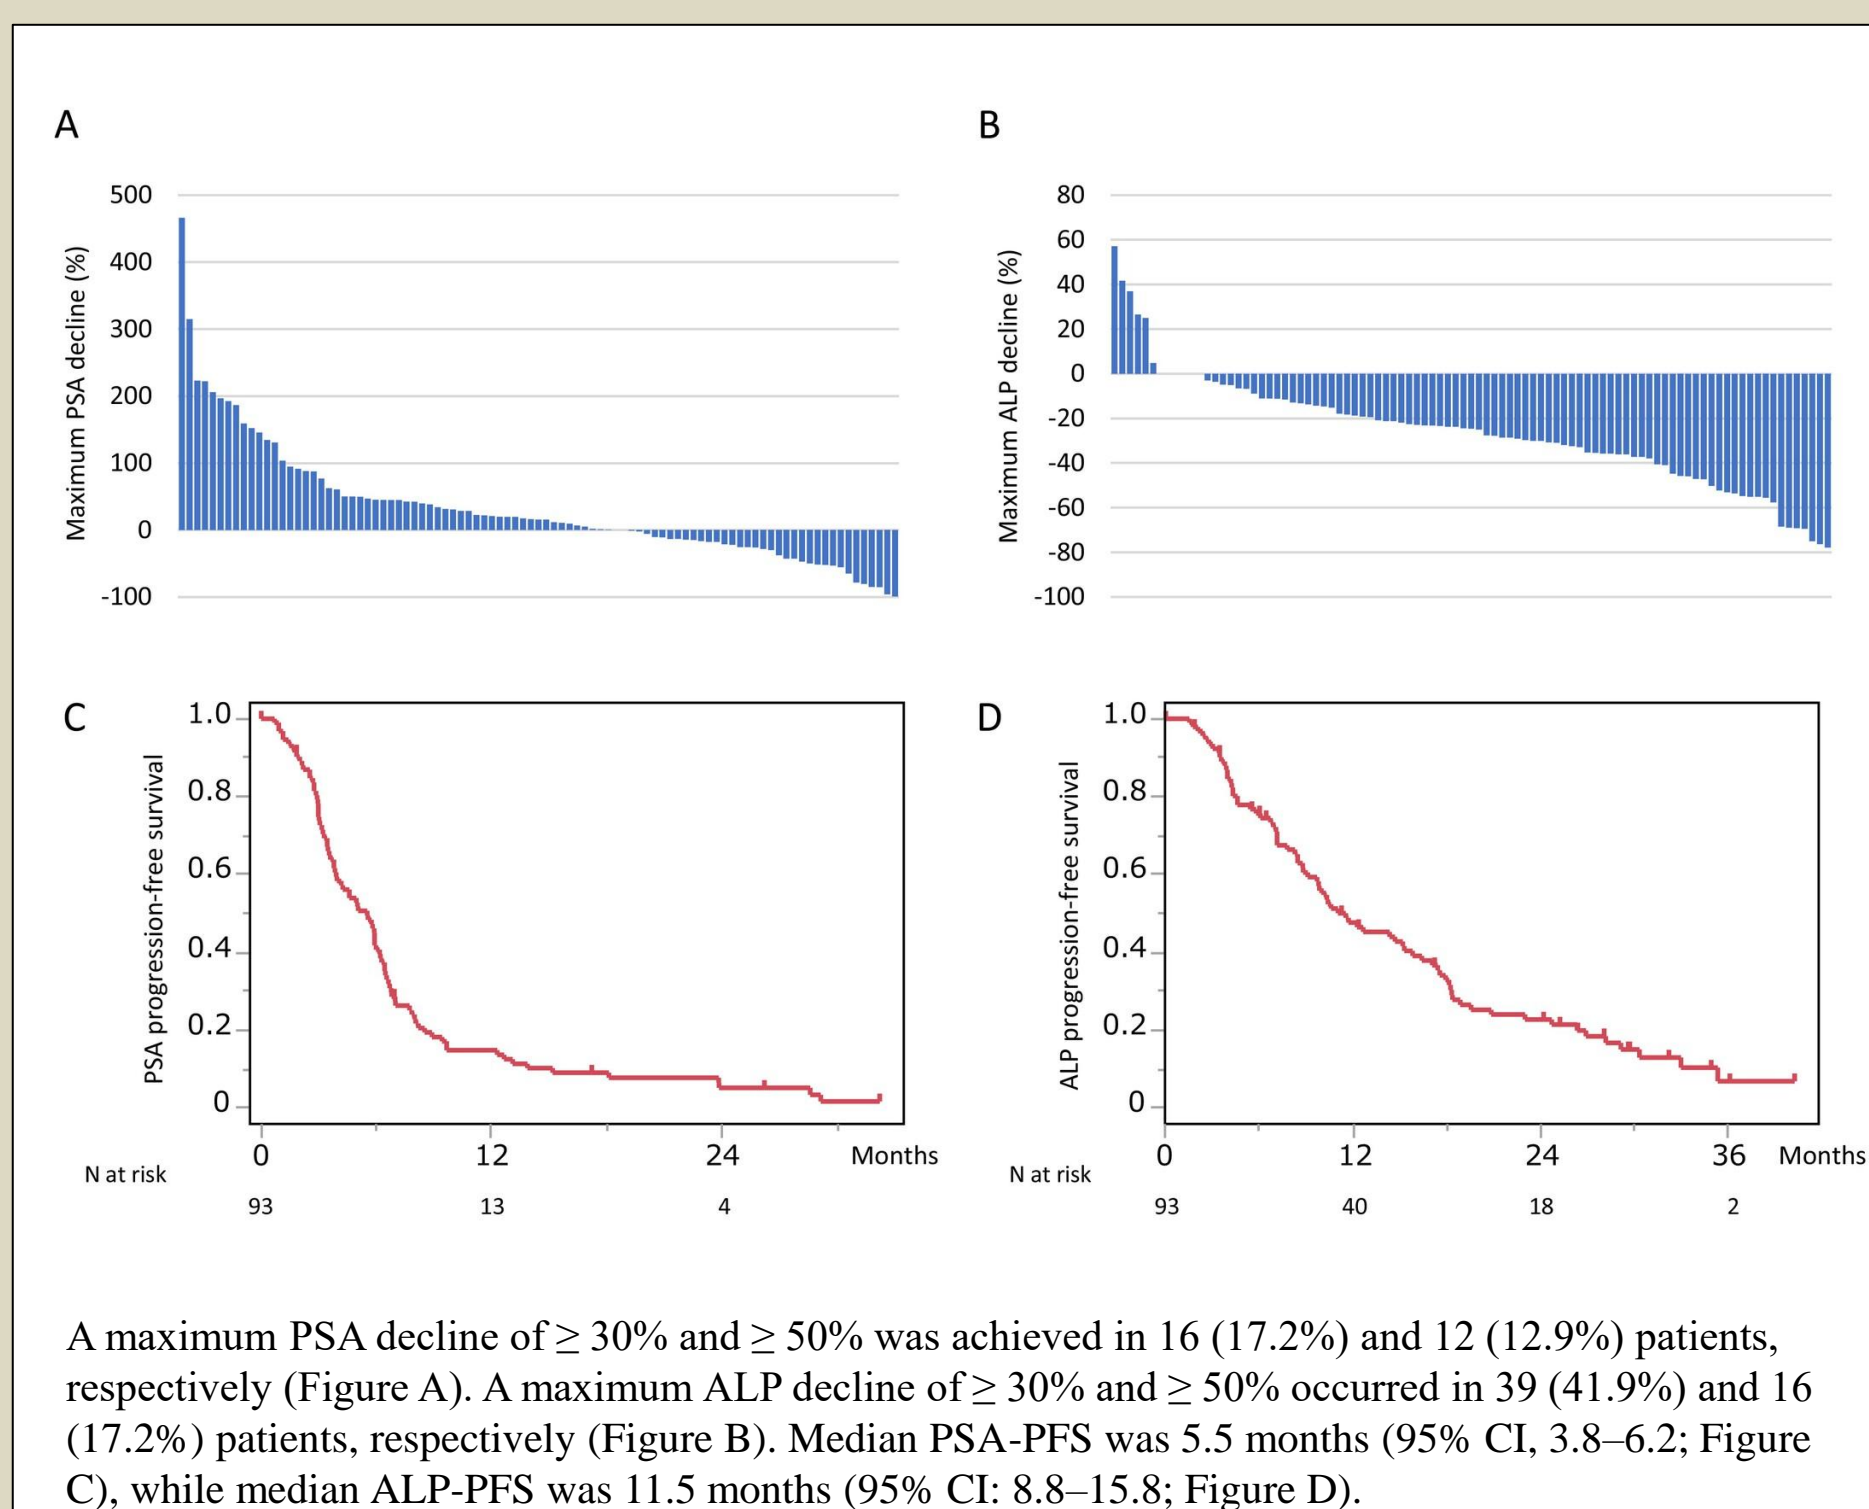 A
B
Maximum PSA decline (%)
500
400
300
200
100
0
-100
Maximum ALP decline (%)
80
60
40
20
0
-20
-40
-60
-80
-100
C
PSA progression-free survival
1.0
0.8
0.6
0.4
0.2
0
0 12 24 Months
N at risk
93 13 4
D
ALP progression-free survival
1.0
0.8
0.6
0.4
0.2
0
0 12 24 36 Months
N at risk
93 40 18 2
A maximum PSA decline of ≥ 30% and ≥ 50% was achieved in 16 (17.2%) and 12 (12.9%) patients,
respectively (Figure A). A maximum ALP decline of ≥ 30% and ≥ 50% occurred in 39 (41.9%) and 16
(17.2%) patients, respectively (Figure B). Median PSA-PFS was 5.5 months (95% CI, 3.8–6.2; Figure
C), while median ALP-PFS was 11.5 months (95% CI: 8.8–15.8; Figure D).